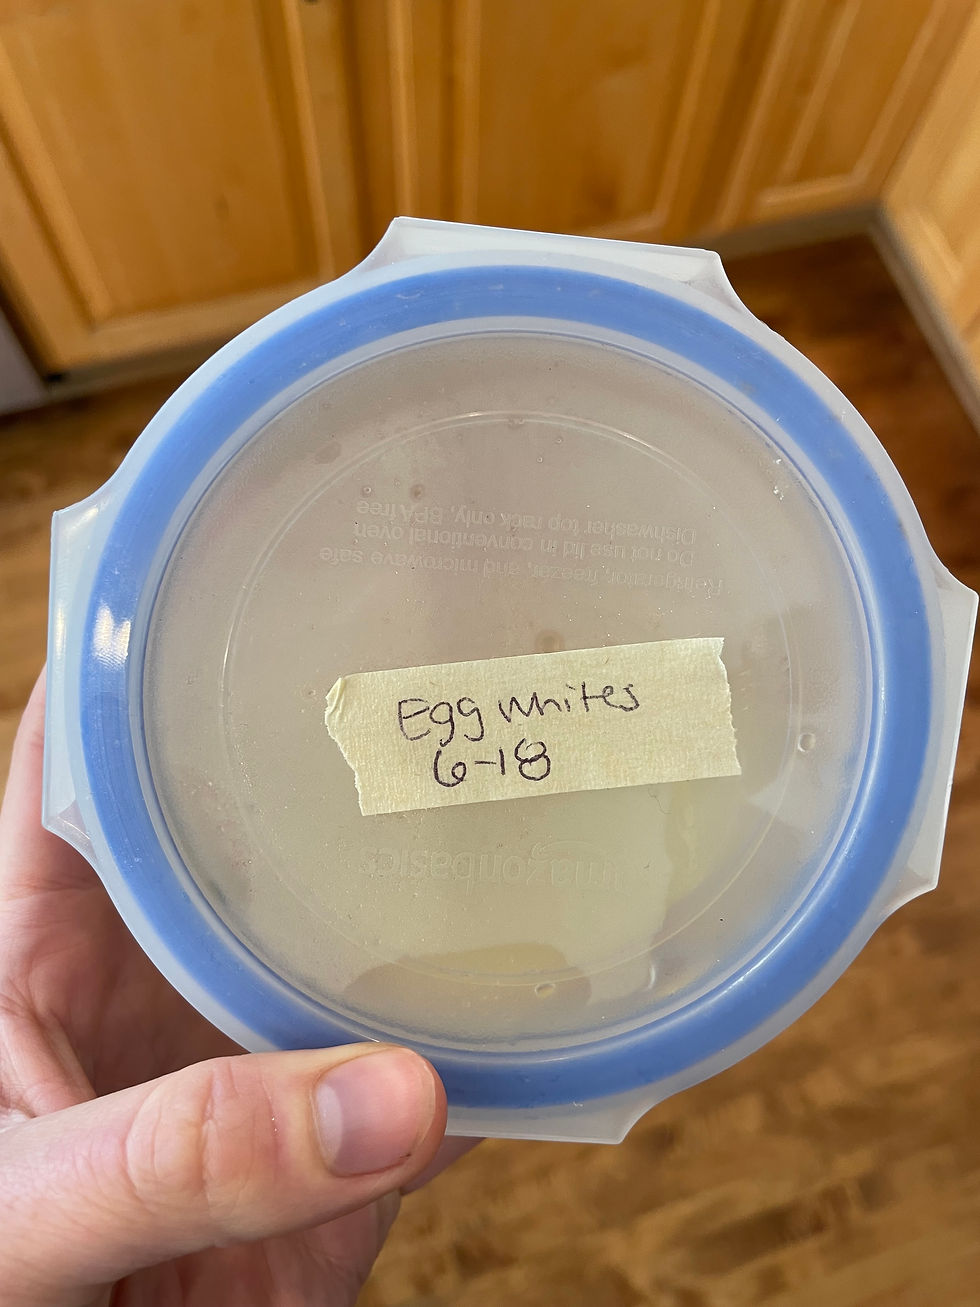 Egg whites
6-18
Refrigerator, freezer, and microwave safe
Do not use lid in conventional oven
Dishwasher top rack only, BPA free
amazonbasics